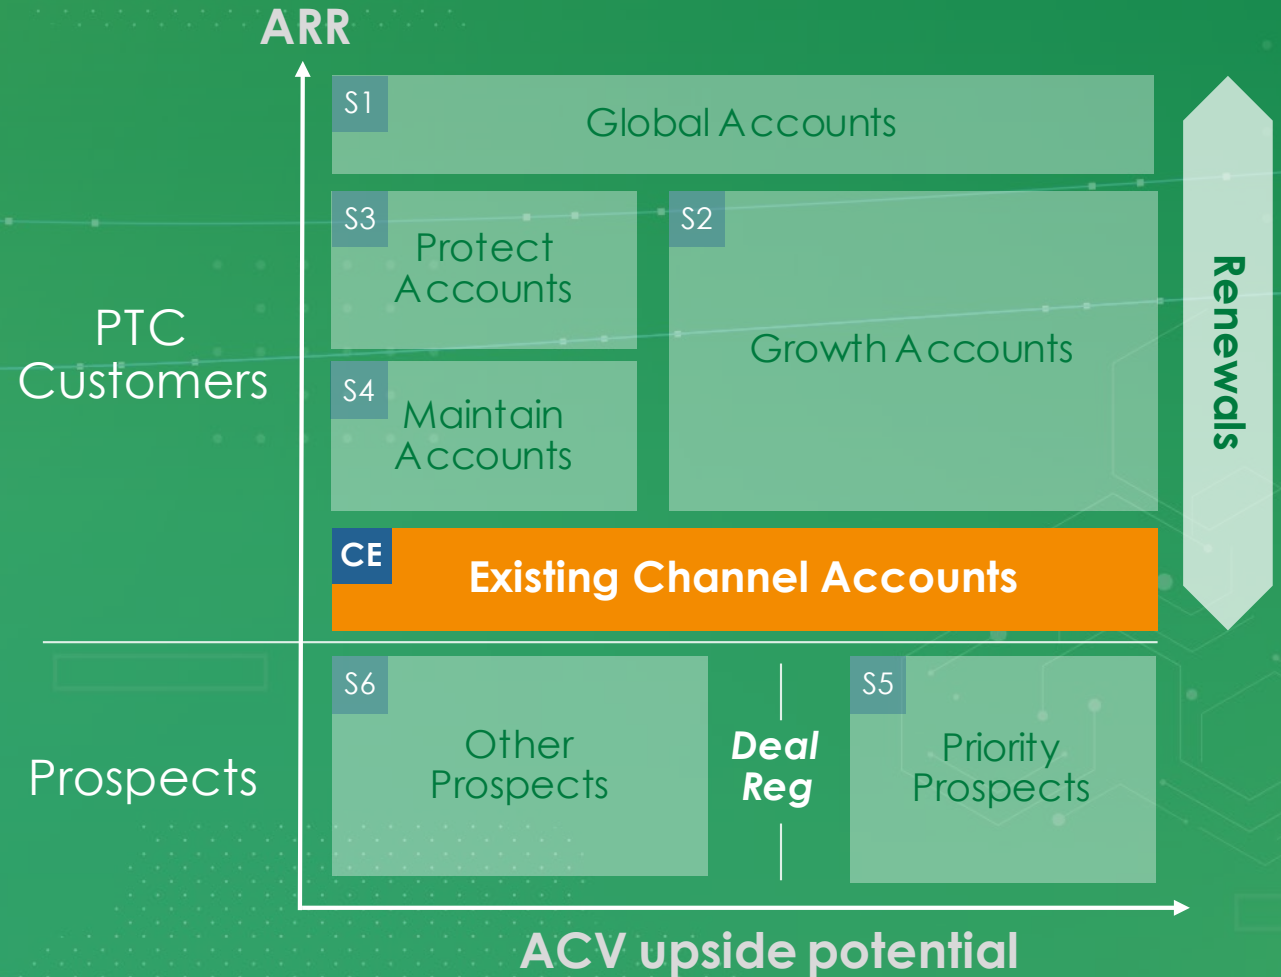 ARR
S1
Global Accounts
S3
Protect
Accounts
S2
Growth Accounts
PTC
Customers
S4
Maintain
Accounts
Renewals
CE
Existing Channel Accounts
S6
Other
Prospects
Deal
Reg
S5
Priority
Prospects
Prospects
ACV upside potential